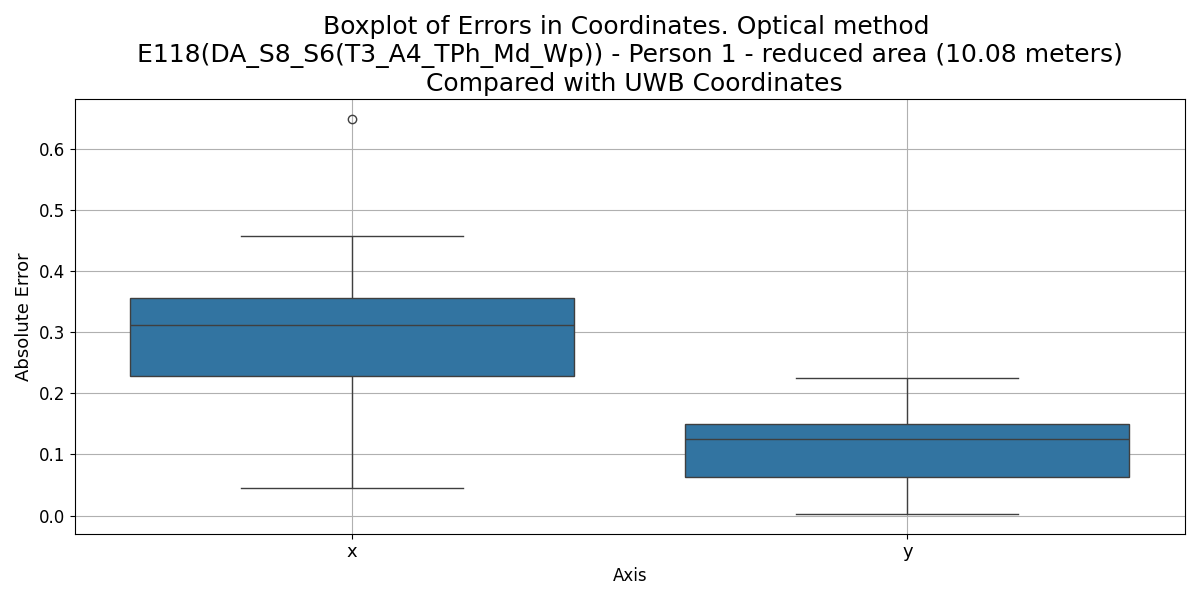 Boxplot of Errors in Coordinates. Optical method
E118(DA_S8_S6(T3_A4_TPh_Md_Wp)) - Person 1 - reduced area (10.08 meters)
Compared with UWB Coordinates
Absolute Error
0.6
0.5
0.4
0.3
0.2
0.1
0.0
x y
Axis